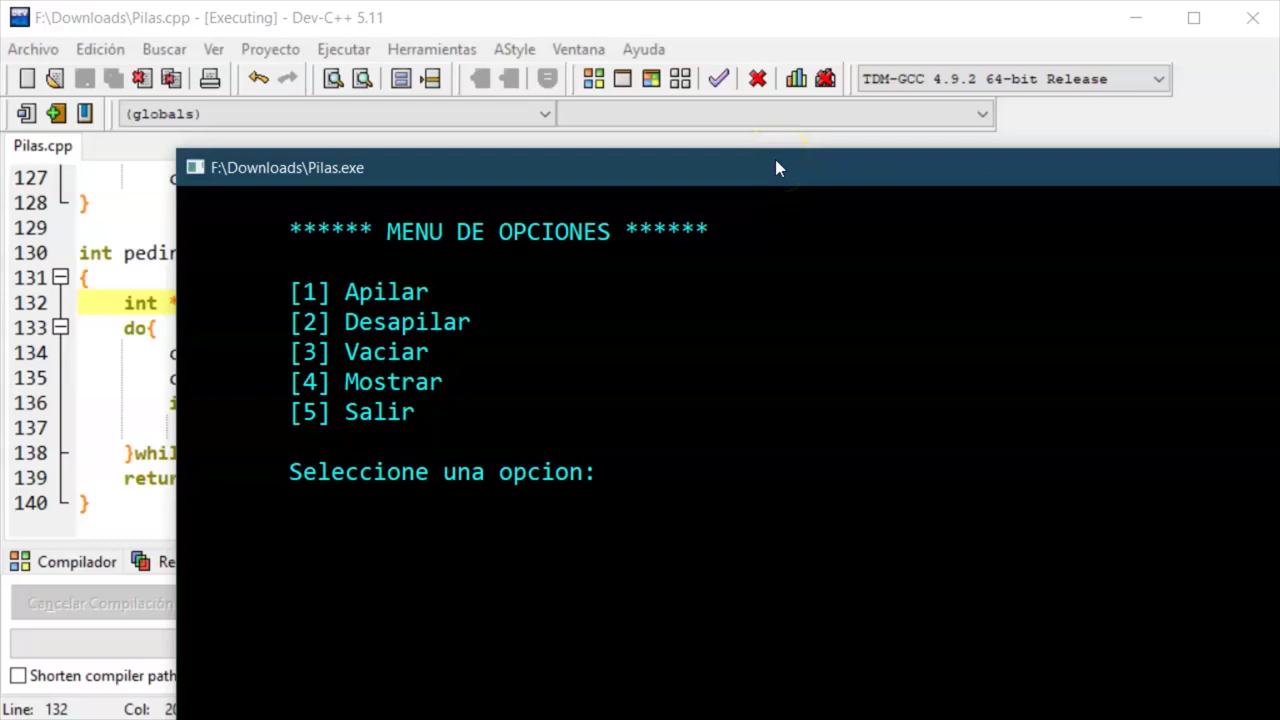 F:\Downloads\Pilas.cpp - [Executing] - Dev-C++ 5.11
Archivo Edición Buscar Ver Proyecto Ejecutar Herramientas AStyle Ventana Ayuda
TDM-GCC 4.9.2 64-bit Release
(globals)
Pilas.cpp
F:\Downloads\Pilas.exe
127
128 }
129
130 int pedir
131 {
132 int *
133 do{
134 c
135 c
136 i
137
138 }whil
139 retur
140 }
****** MENU DE OPCIONES ******
[1] Apilar
[2] Desapilar
[3] Vaciar
[4] Mostrar
[5] Salir
Seleccione una opcion:
Compilador Re
Cancelar Compilación
Shorten compiler path
Line: 132 Col: 20